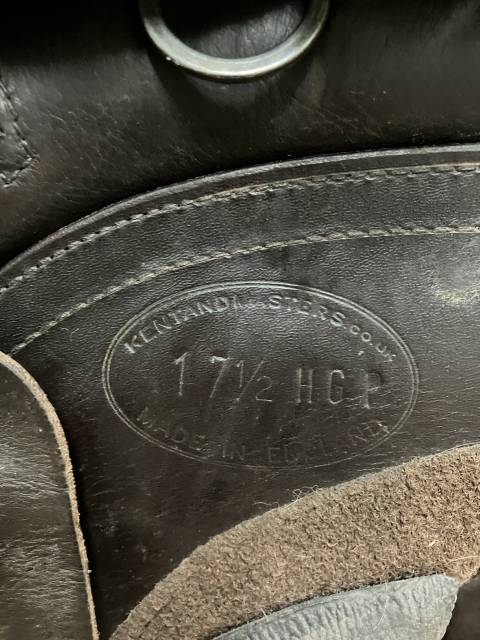 KENTANDMASTERS.co.uk
17½ HGP
MADE IN ENGLAND